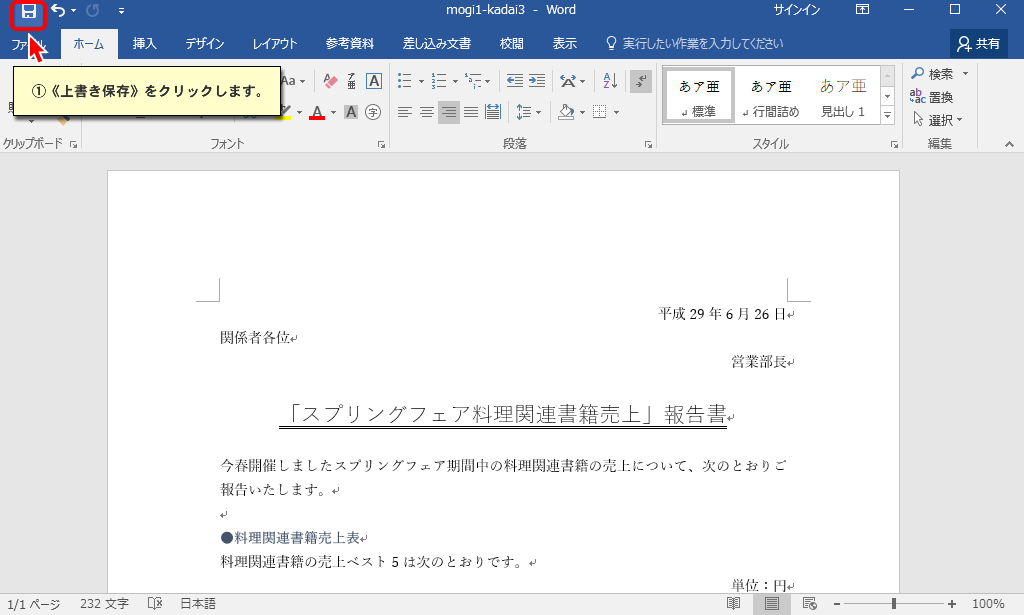 mogi1-kadai3 - Word
サインイン
ホーム 挿入 デザイン レイアウト 参考資料 差し込み文書 校閲 表示 実行したい作業を入力してください 共有
①《上書き保存》をクリックします。
Aa
あア亜 あア亜 あア亜
標準 行間詰め 見出し 1
検索
置換
選択
クリップボード フォント 段落 スタイル 編集
平成 29 年 6 月 26 日
関係者各位
営業部長
「スプリングフェア料理関連書籍売上」報告書
今春開催しましたスプリングフェア期間中の料理関連書籍の売上について、次のとおりご
報告いたします。
●料理関連書籍売上表
料理関連書籍の売上ベスト 5 は次のとおりです。
単位：円
1/1 ページ 232 文字 日本語 100%